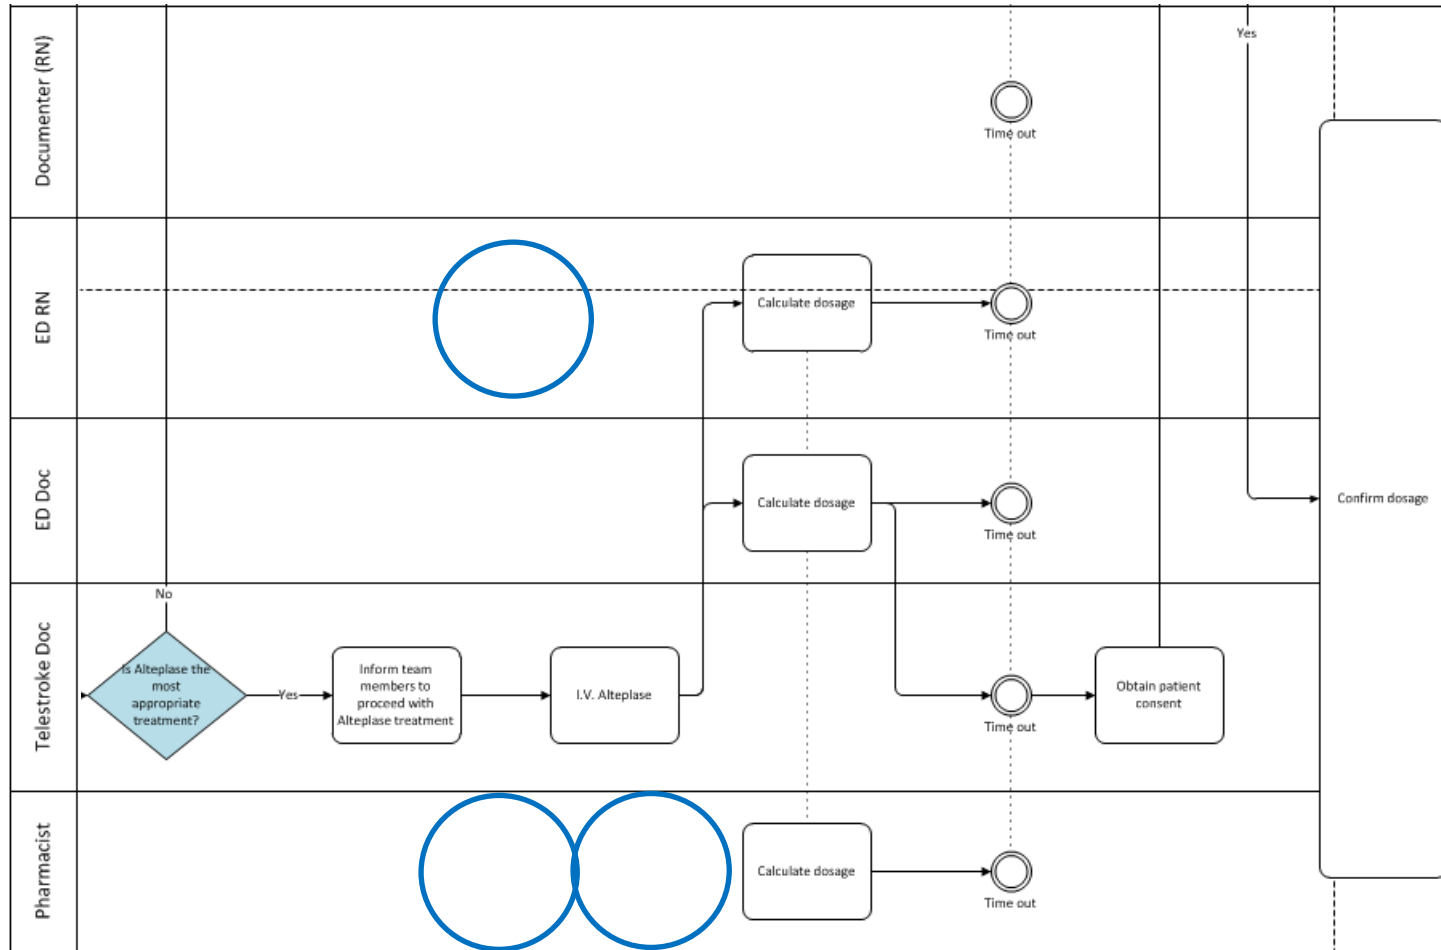 Documenter (RN)
Yes
Time out
ED RN
Calculate dosage
Time out
ED Doc
Calculate dosage
Time out
Confirm dosage
Telestroke Doc
No
Is Alteplase the
most
appropriate
treatment?
Yes
Inform team
members to
proceed with
Alteplase treatment
I.V. Alteplase
Time out
Obtain patient
consent
Pharmacist
Calculate dosage
Time out